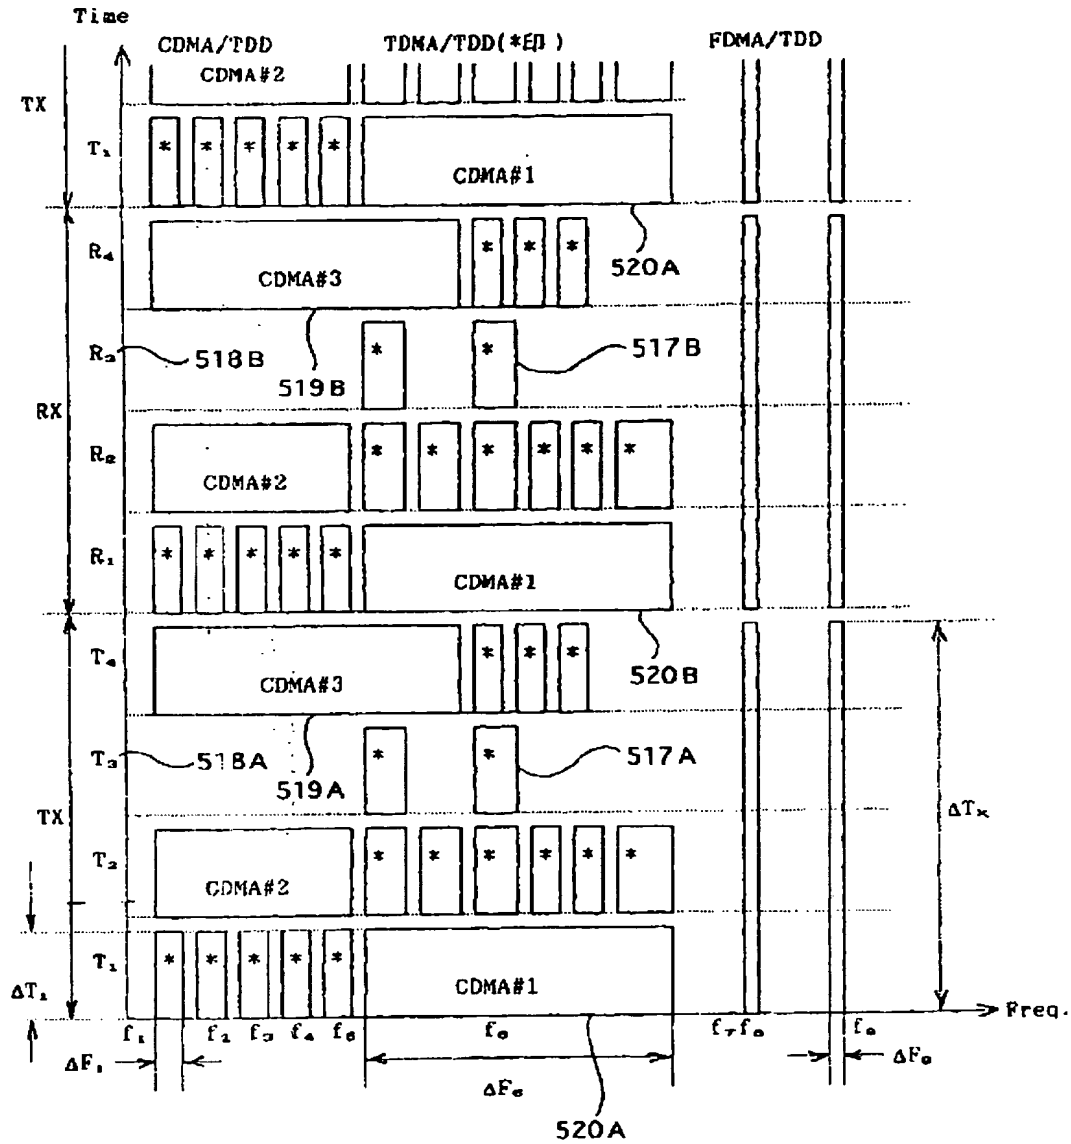 Time
CDMA/TDD TDMA/TDD(*印) FDMA/TDD
CDMA#2
TX
T₁ * * * * * CDMA#1
R₄ CDMA#3 * * * 520A
R₃ 518B 519B * * 517B
RX
R₂ CDMA#2 * * * * * *
R₁ * * * * * CDMA#1
T₄ CDMA#3 * * * 520B
T₃ 518A 519A * * 517A
TX ΔTx
T₂ CDMA#2 * * * * * *
T₁ * * * * * CDMA#1
ΔT₁
f₁ f₂ f₃ f₄ f₅ f₆ f₇ f₈ f₉ Freq.
ΔF₁ ΔF₆ ΔF₉
520A